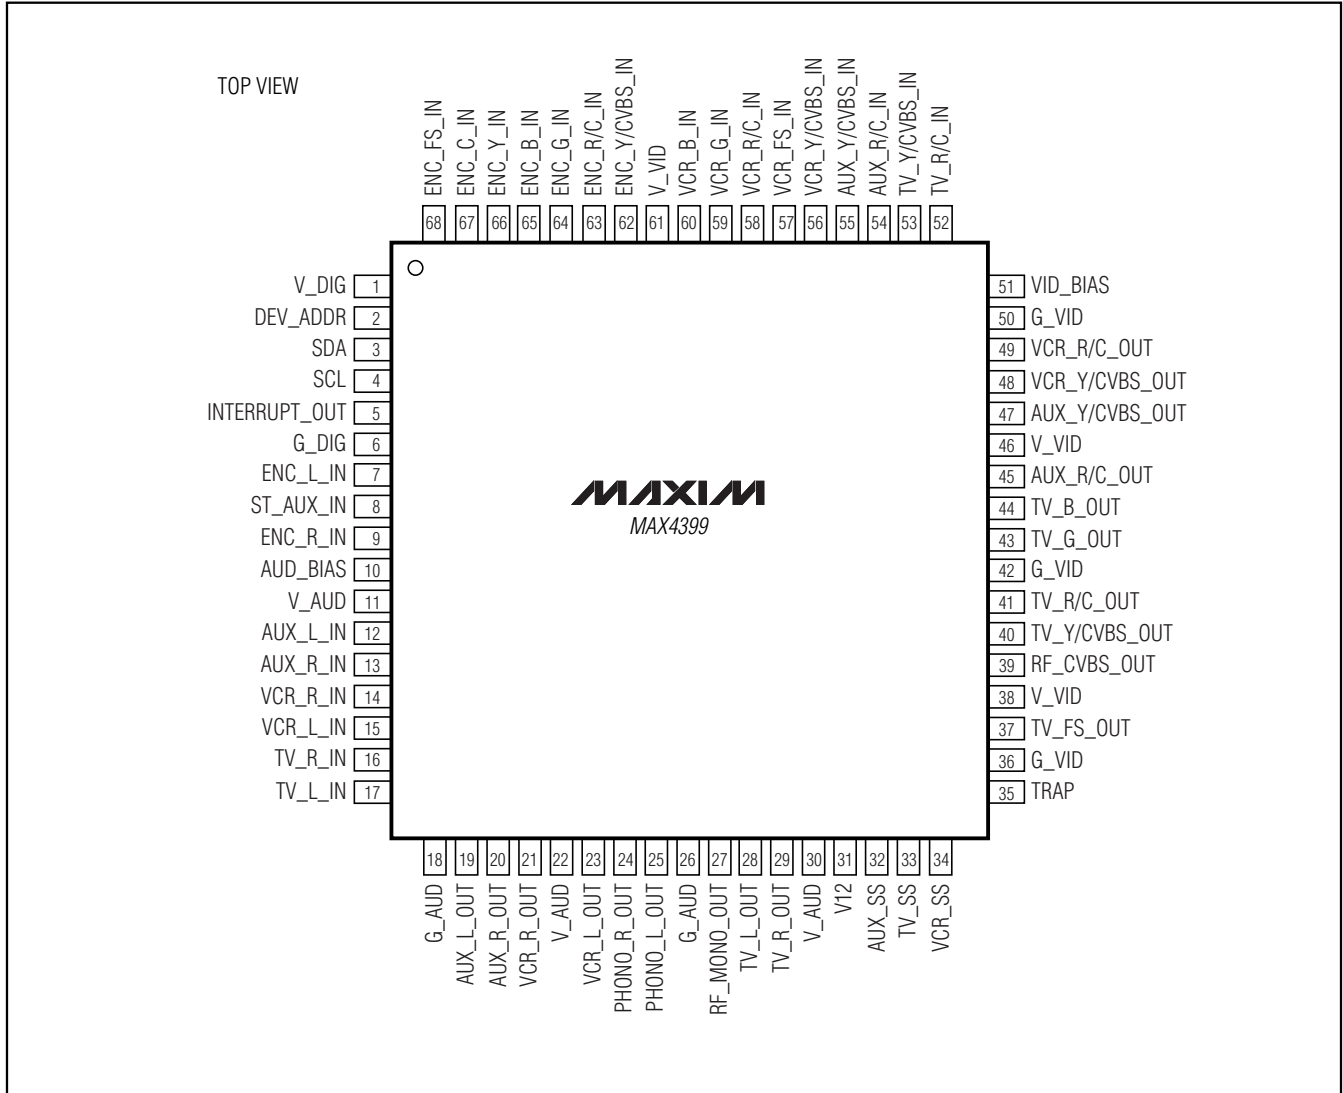 TOP VIEW
ENC_FS_IN
ENC_C_IN
ENC_Y_IN
ENC_B_IN
ENC_G_IN
ENC_R/C_IN
ENC_Y/CVBS_IN
V_VID
VCR_B_IN
VCR_G_IN
VCR_R/C_IN
VCR_FS_IN
VCR_Y/CVBS_IN
AUX_Y/CVBS_IN
AUX_R/C_IN
TV_Y/CVBS_IN
TV_R/C_IN
68 67 66 65 64 63 62 61 60 59 58 57 56 55 54 53 52
V_DIG 1
DEV_ADDR 2
SDA 3
SCL 4
INTERRUPT_OUT 5
G_DIG 6
ENC_L_IN 7
ST_AUX_IN 8
ENC_R_IN 9
AUD_BIAS 10
V_AUD 11
AUX_L_IN 12
AUX_R_IN 13
VCR_R_IN 14
VCR_L_IN 15
TV_R_IN 16
TV_L_IN 17
MAXIM
MAX4399
51 VID_BIAS
50 G_VID
49 VCR_R/C_OUT
48 VCR_Y/CVBS_OUT
47 AUX_Y/CVBS_OUT
46 V_VID
45 AUX_R/C_OUT
44 TV_B_OUT
43 TV_G_OUT
42 G_VID
41 TV_R/C_OUT
40 TV_Y/CVBS_OUT
39 RF_CVBS_OUT
38 V_VID
37 TV_FS_OUT
36 G_VID
35 TRAP
18 19 20 21 22 23 24 25 26 27 28 29 30 31 32 33 34
G_AUD
AUX_L_OUT
AUX_R_OUT
VCR_R_OUT
V_AUD
VCR_L_OUT
PHONO_R_OUT
PHONO_L_OUT
G_AUD
RF_MONO_OUT
TV_L_OUT
TV_R_OUT
V_AUD
V12
AUX_SS
TV_SS
VCR_SS